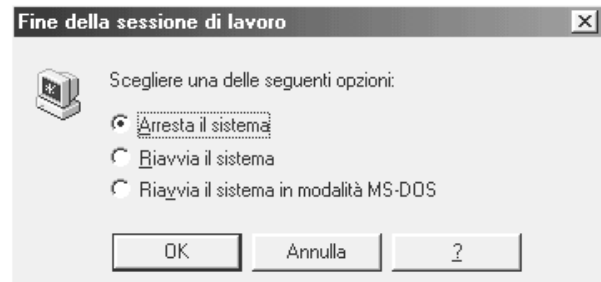 Fine della sessione di lavoro
Scegliere una delle seguenti opzioni:
Arresta il sistema
Riavvia il sistema
Riavvia il sistema in modalità MS-DOS
OK Annulla ?